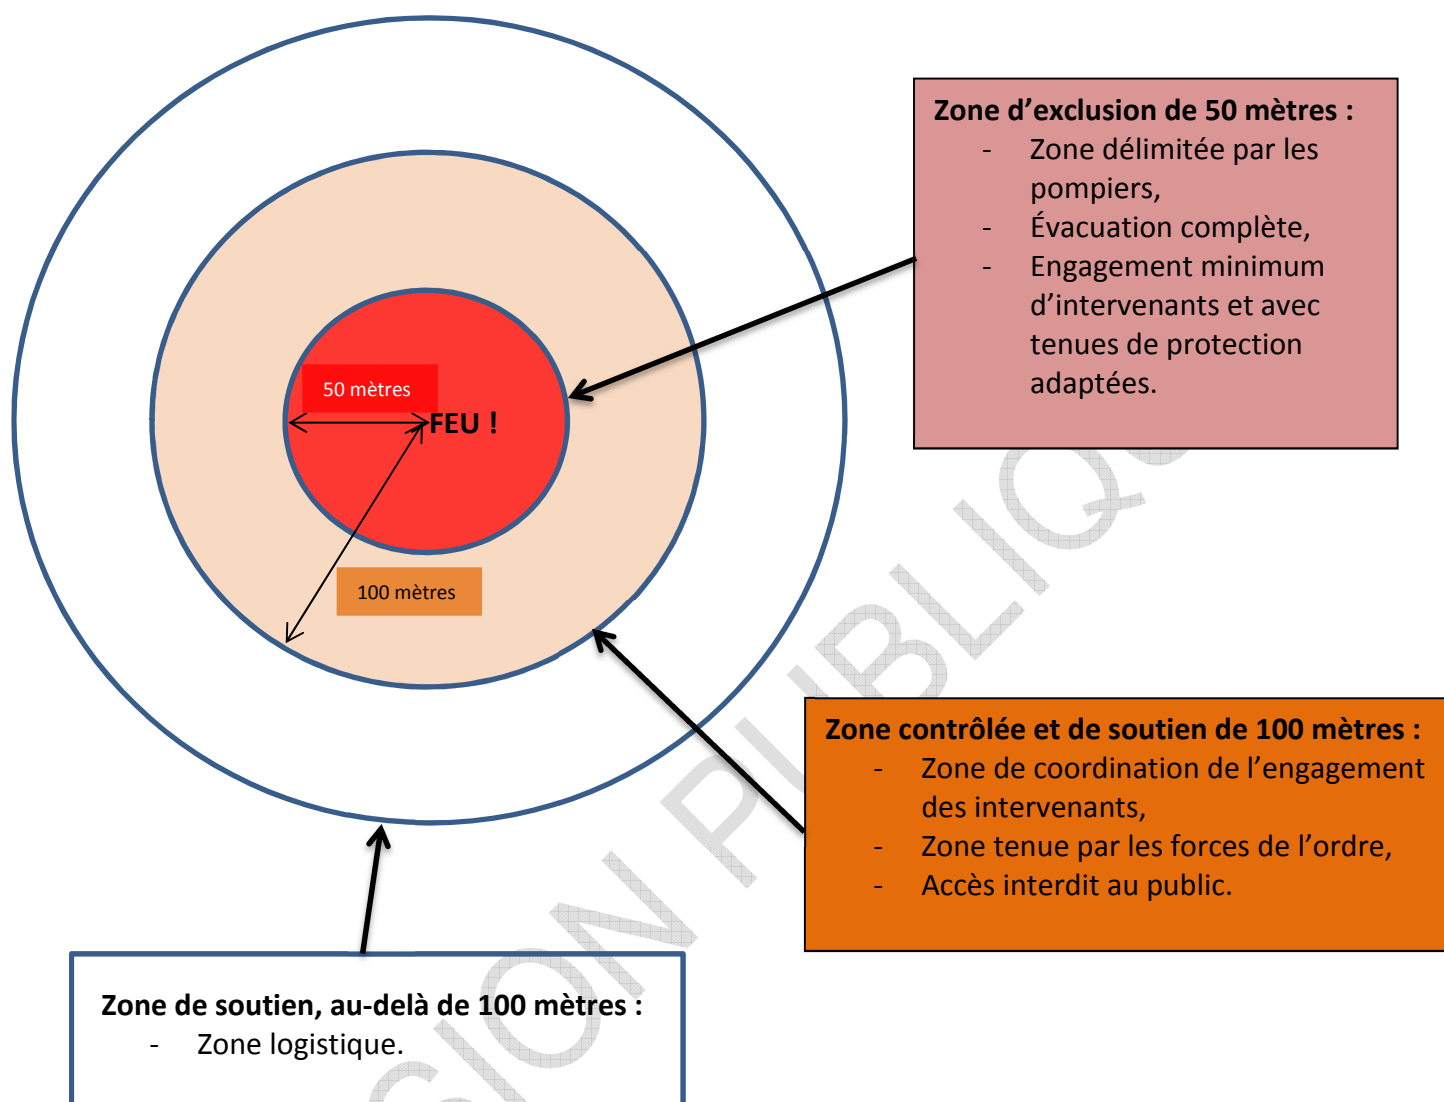 Zone d’exclusion de 50 mètres :
- Zone délimitée par les
pompiers,
- Évacuation complète,
- Engagement minimum
d’intervenants et avec
tenues de protection
adaptées.
50 mètres
FEU !
100 mètres
Zone contrôlée et de soutien de 100 mètres :
- Zone de coordination de l’engagement
des intervenants,
- Zone tenue par les forces de l’ordre,
- Accès interdit au public.
Zone de soutien, au-delà de 100 mètres :
- Zone logistique.